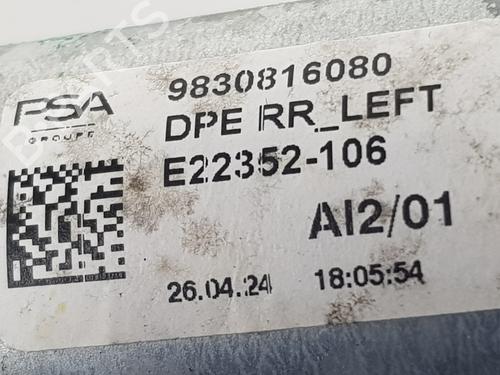 PSA
GROUPE
9830816080
DPE RR_LEFT
E22352-106
AI2/01
26.04.24 18:05:54